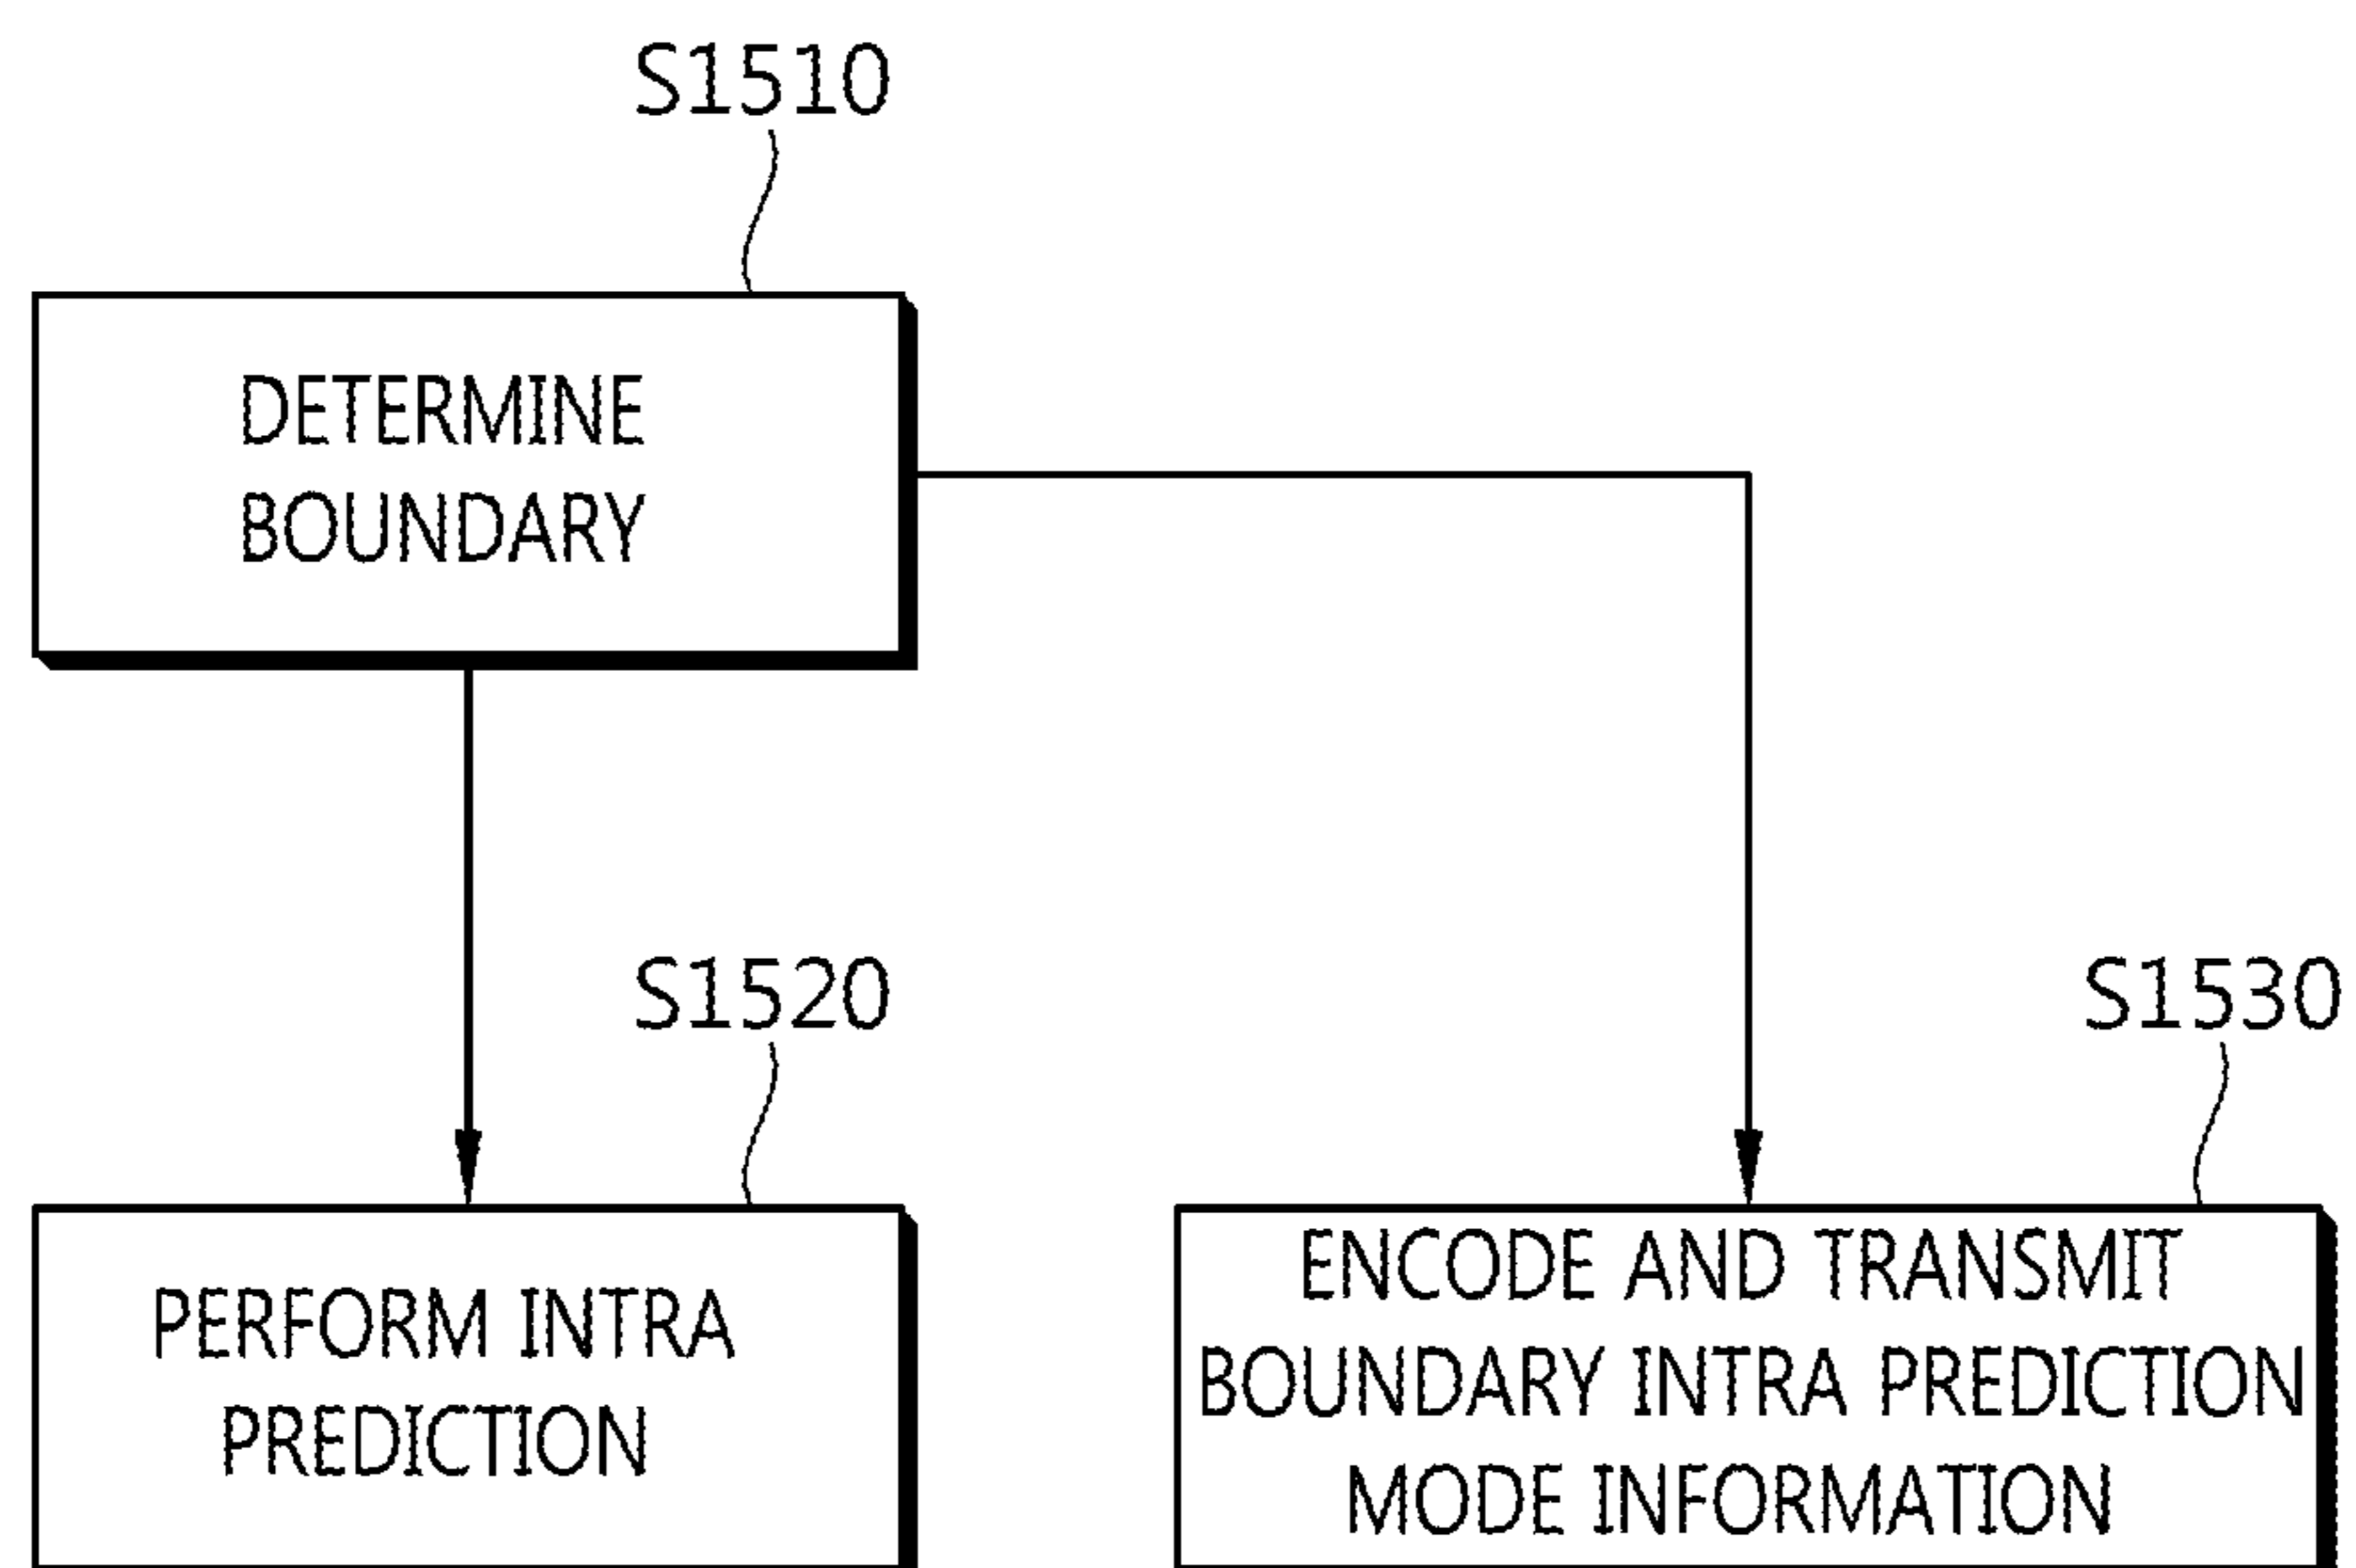 S1510
DETERMINE
BOUNDARY
S1520
PERFORM INTRA
PREDICTION
S1530
ENCODE AND TRANSMIT
BOUNDARY INTRA PREDICTION
MODE INFORMATION